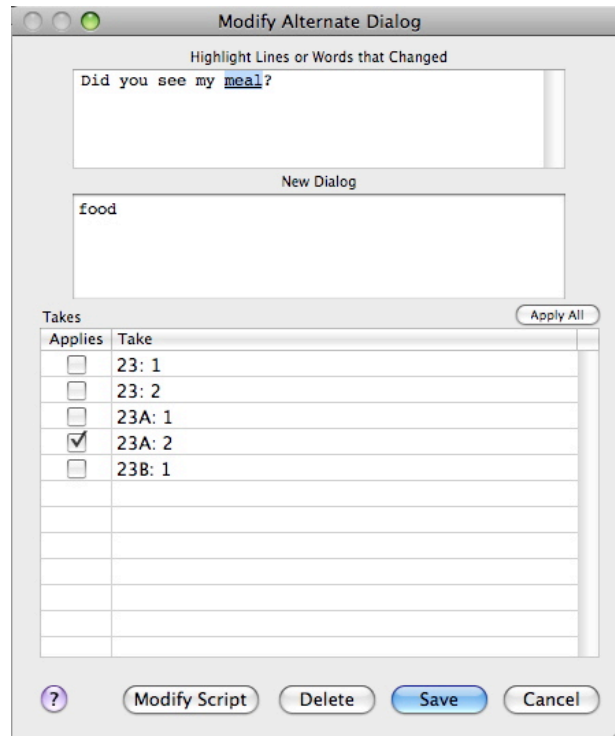 Modify Alternate Dialog
Highlight Lines or Words that Changed
Did you see my meal?
New Dialog
food
Takes
Apply All
Applies Take
23: 1
23: 2
23A: 1
23A: 2
23B: 1
? Modify Script Delete Save Cancel